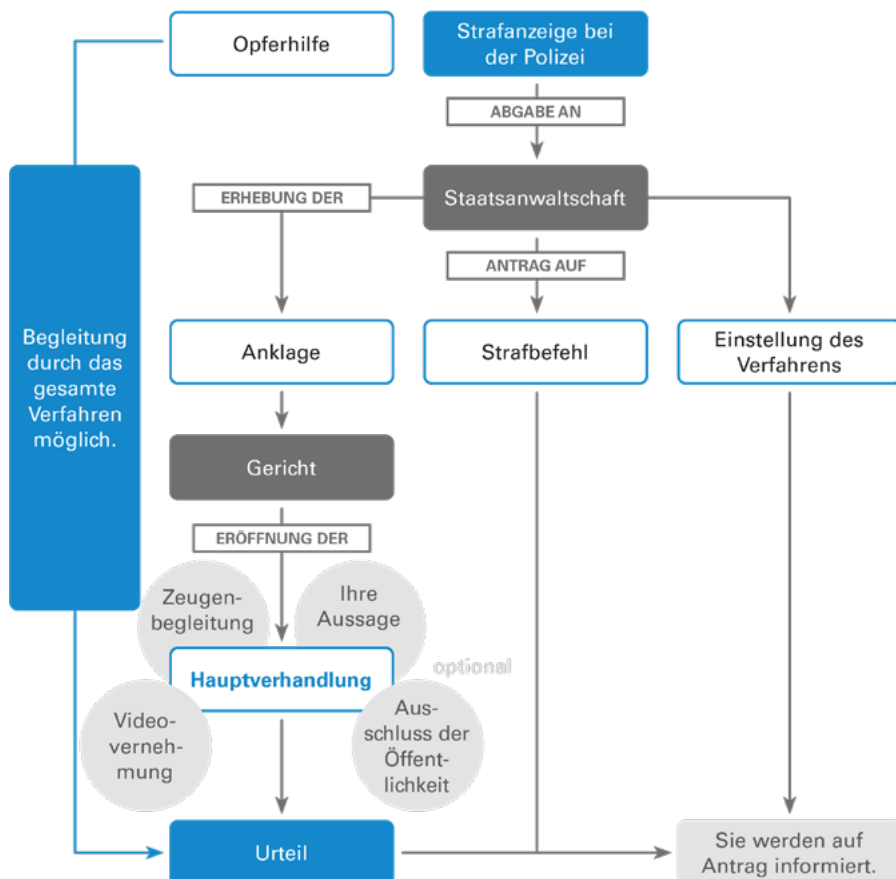 Opferhilfe
Strafanzeige bei
der Polizei
ABGABE AN
ERHEBUNG DER
Staatsanwaltschaft
ANTRAG AUF
Begleitung
durch das
gesamte
Verfahren
möglich.
Anklage
Strafbefehl
Einstellung des
Verfahrens
Gericht
ERÖFFNUNG DER
Zeugen-
begleitung
Ihre
Aussage
optional
Hauptverhandlung
Video-
verneh-
mung
Aus-
schluss der
Öffent-
lichkeit
Urteil
Sie werden auf
Antrag informiert.